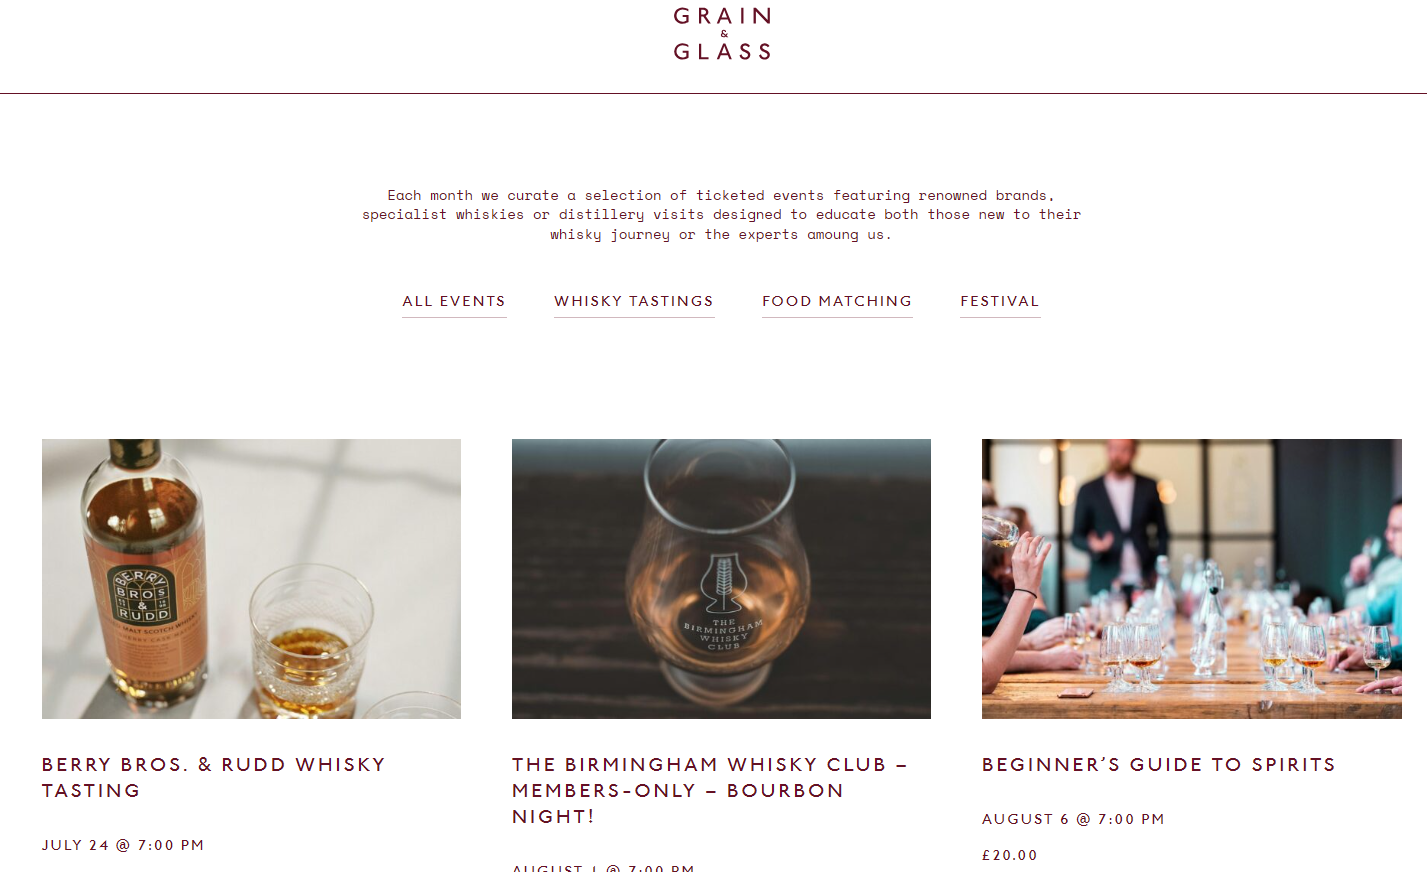 GRAIN
&
GLASS
Each month we curate a selection of ticketed events featuring renowned brands,
specialist whiskies or distillery visits designed to educate both those new to their
whisky journey or the experts amoung us.
ALL EVENTS WHISKY TASTINGS FOOD MATCHING FESTIVAL
BERRY
BROS
&
RUDD
MALT SCOTCH WHISKY
THE
BIRMINGHAM
WHISKY
CLUB
BERRY BROS. & RUDD WHISKY
TASTING
JULY 24 @ 7:00 PM
THE BIRMINGHAM WHISKY CLUB –
MEMBERS-ONLY – BOURBON
NIGHT!
AUGUST 1 @ 7:00 PM
BEGINNER’S GUIDE TO SPIRITS
AUGUST 6 @ 7:00 PM
£20.00